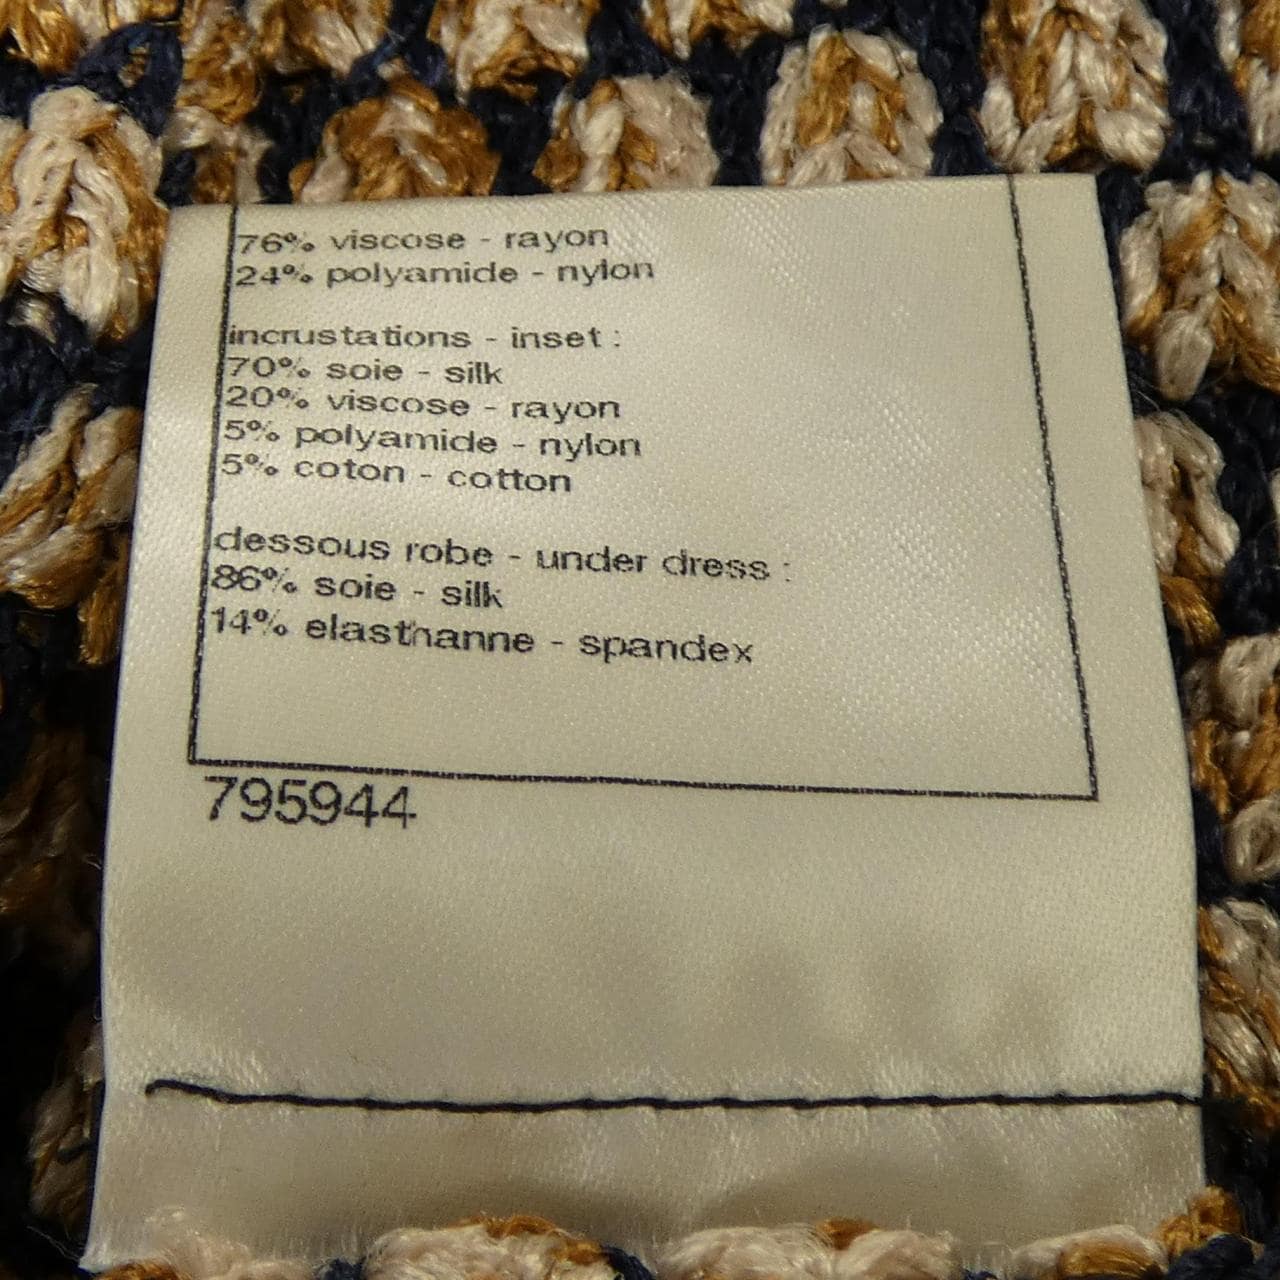 76% viscose - rayon
24% polyamide - nylon
incrustations - inset :
70% soie - silk
20% viscose - rayon
5% polyamide - nylon
5% coton - cotton
dessous robe - under dress :
86% soie - silk
14% elasthanne - spandex
795944